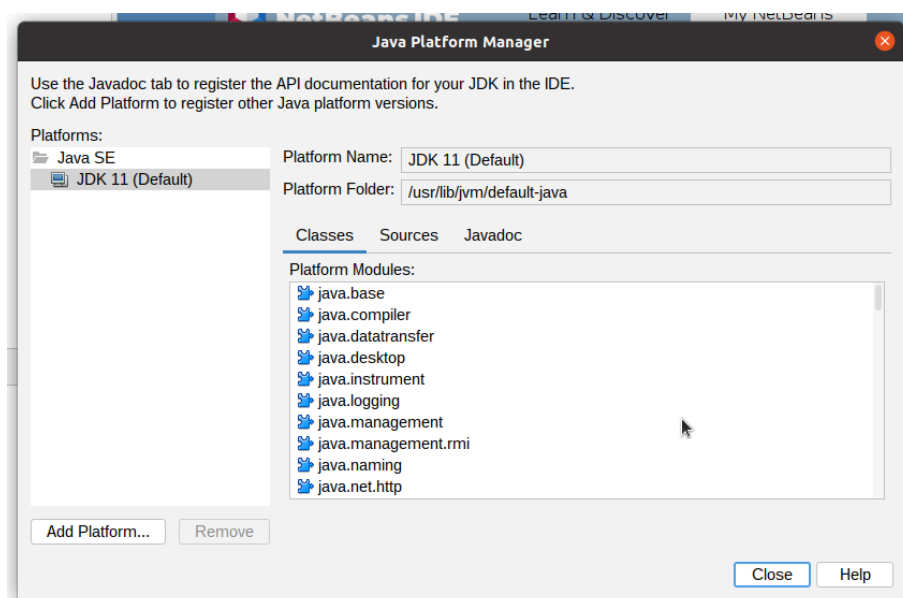 NetBeans IDE
Learn & Discover
My NetBeans
Java Platform Manager
Use the Javadoc tab to register the API documentation for your JDK in the IDE.
Click Add Platform to register other Java platform versions.
Platforms:
Java SE
JDK 11 (Default)
Platform Name: JDK 11 (Default)
Platform Folder: /usr/lib/jvm/default-java
Classes Sources Javadoc
Platform Modules:
java.base
java.compiler
java.datatransfer
java.desktop
java.instrument
java.logging
java.management
java.management.rmi
java.naming
java.net.http
Add Platform... Remove
Close Help